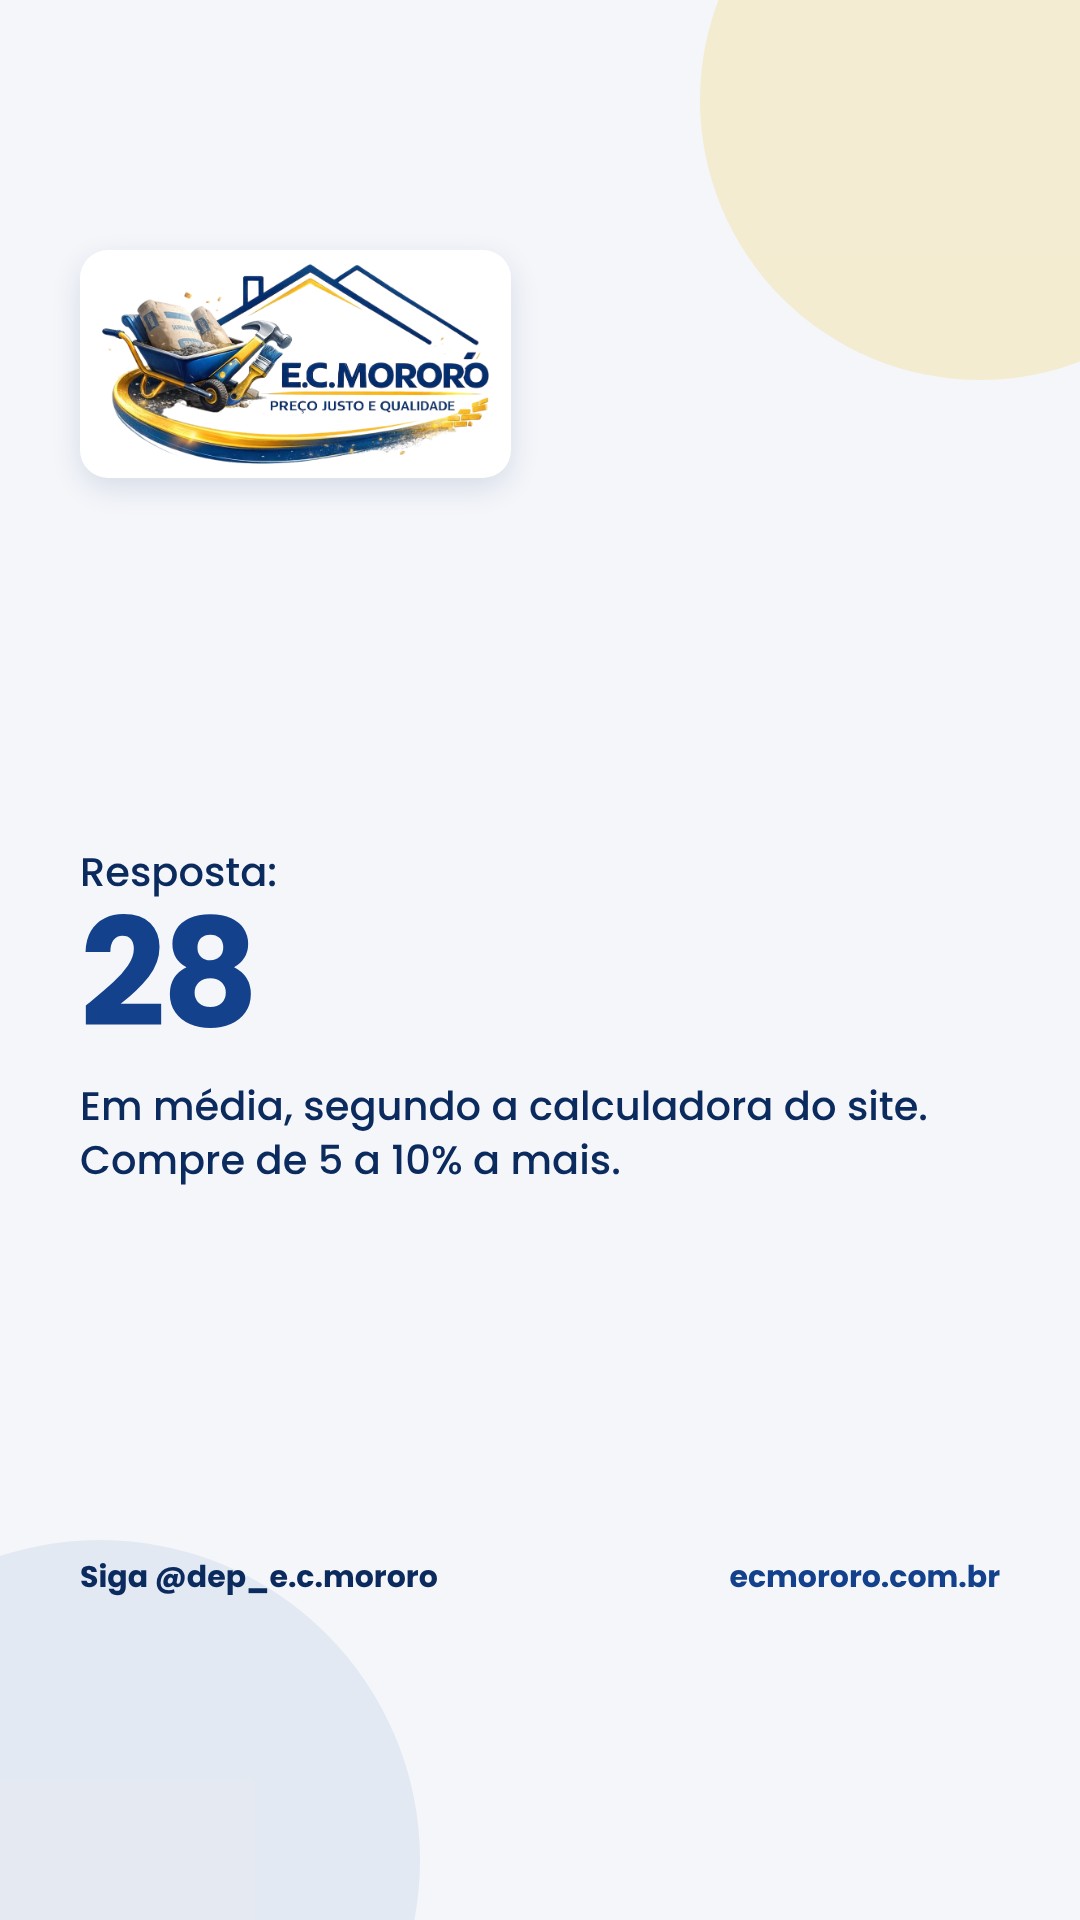 E.C.MORORÓ
PREÇO JUSTO E QUALIDADE
Resposta:
28
Em média, segundo a calculadora do site.
Compre de 5 a 10% a mais.
Siga @dep_e.c.mororo
ecmororo.com.br